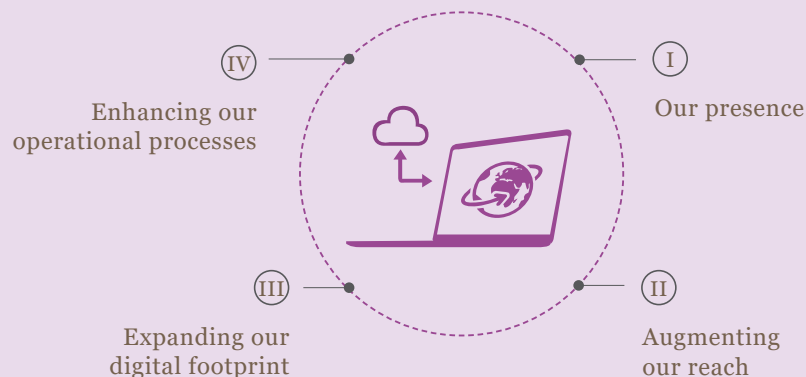 I
Our presence
II
Augmenting
our reach
III
Expanding our
digital footprint
IV
Enhancing our
operational processes